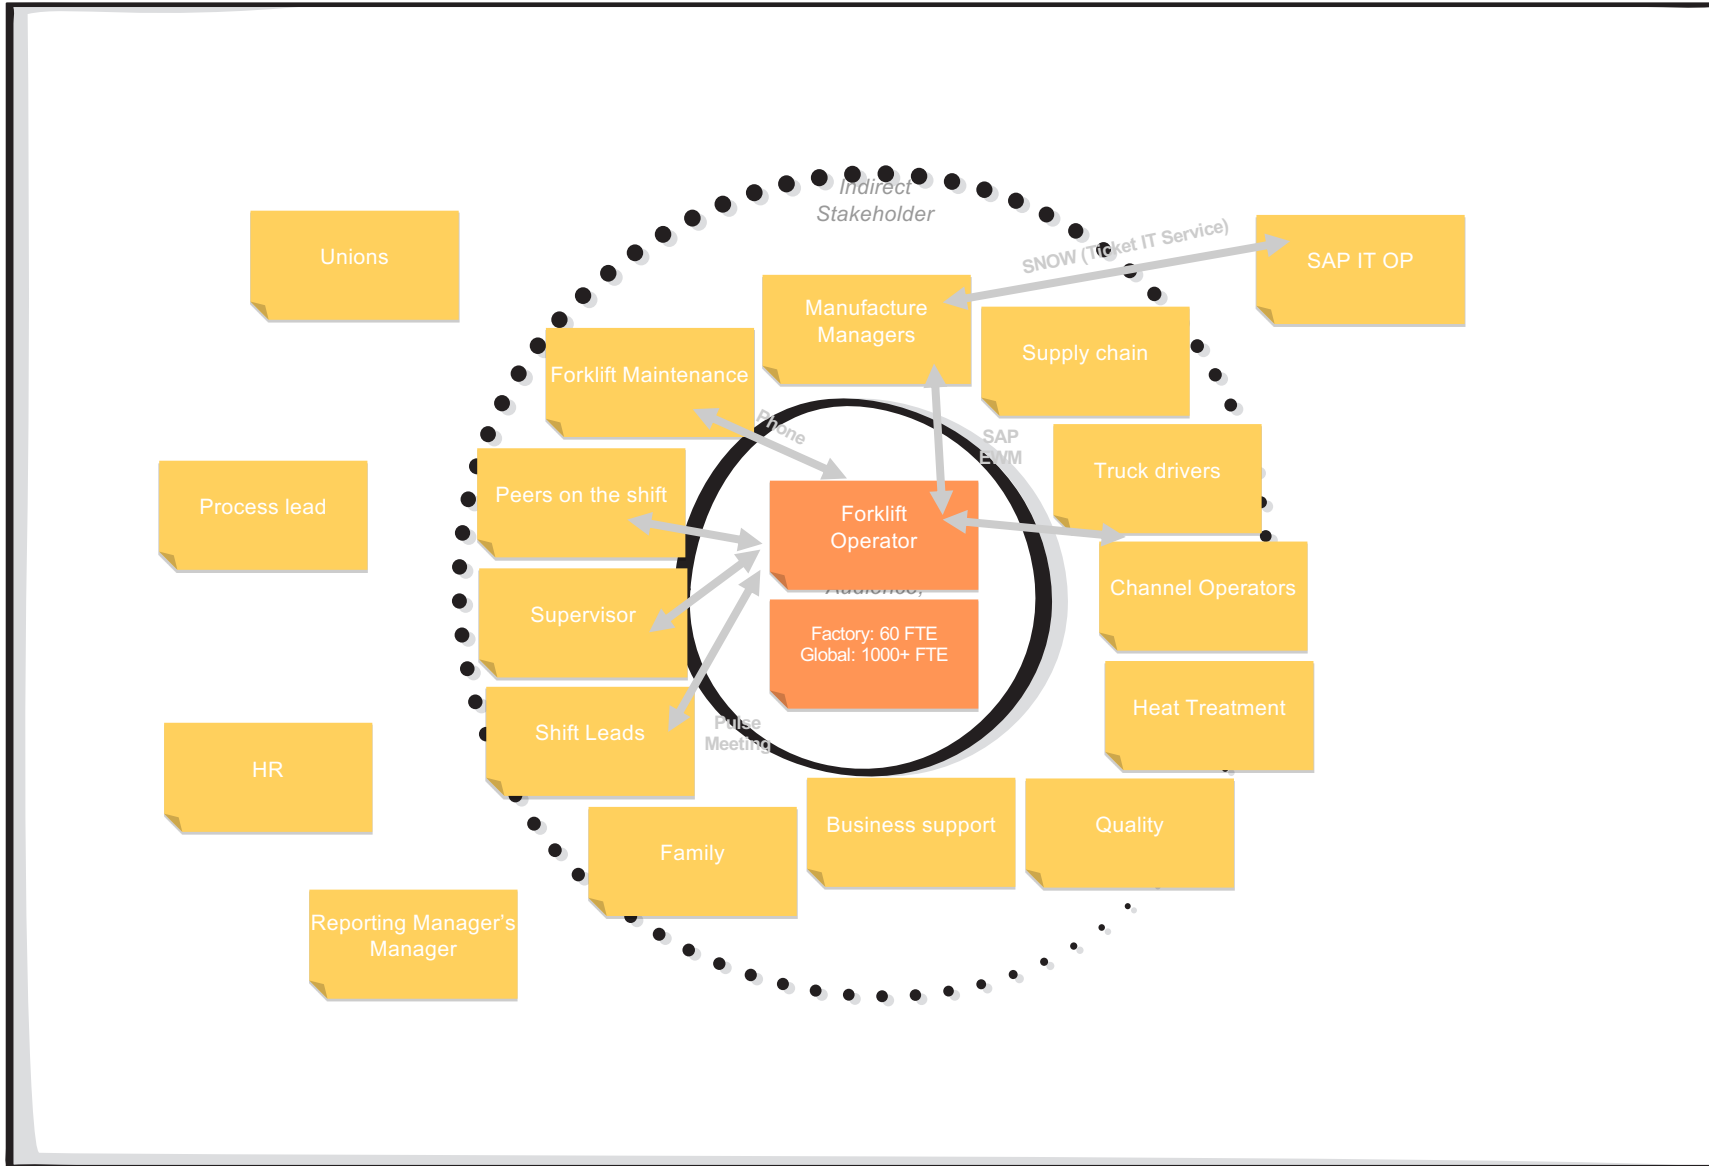 Indirect
Stakeholder
Unions
SNOW (Ticket IT Service)
SAP IT OP
Manufacture
Managers
Supply chain
Forklift Maintenance
Phone
SAP
EWM
Truck drivers
Peers on the shift
Process lead
Forklift
Operator
Audience,
Channel Operators
Supervisor
Factory: 60 FTE
Global: 1000+ FTE
Heat Treatment
Shift Leads
Pulse
Meeting
HR
Family
Business support
Quality
Reporting Manager's
Manager